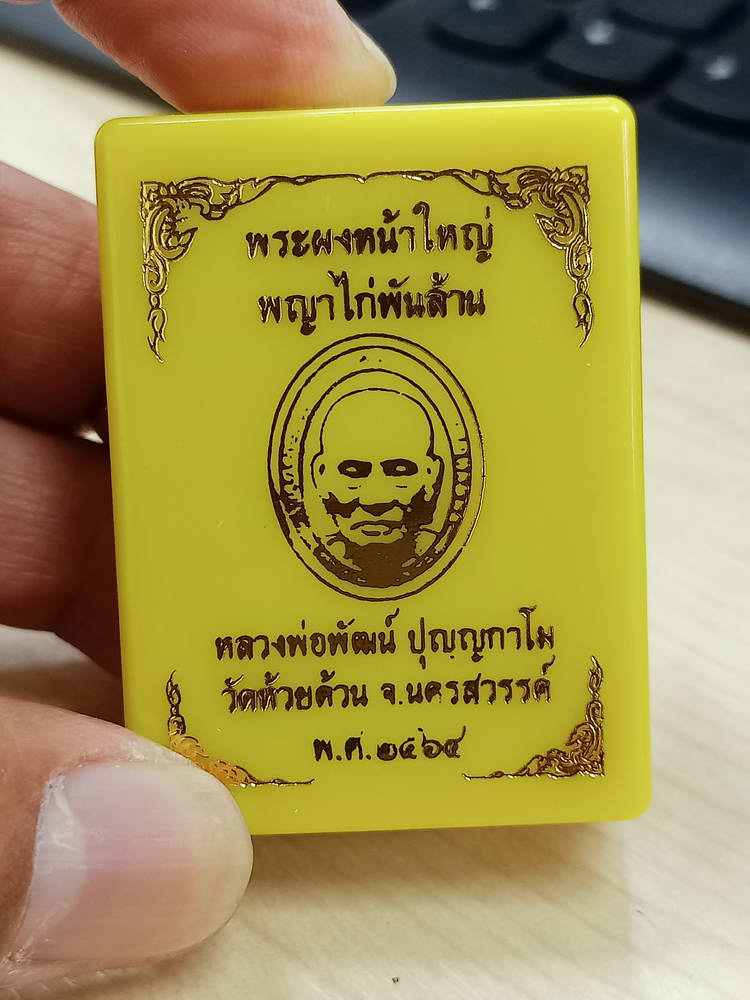 พระผงหน้าใหญ่
พญาไก่พันล้าน
หลวงพ่อพัฒน์ ปุญญกาโม
วัดห้วยด้วน จ.นครสวรรค์
พ.ศ.๒๕๖๔